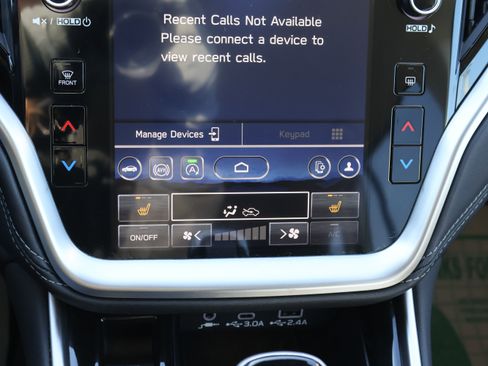 HOLD
HOLD
Recent Calls Not Available
Please connect a device to
view recent calls.
FRONT
Manage Devices
Keypad
AVH
A
ON/OFF
A/C
3.0A
2.4A